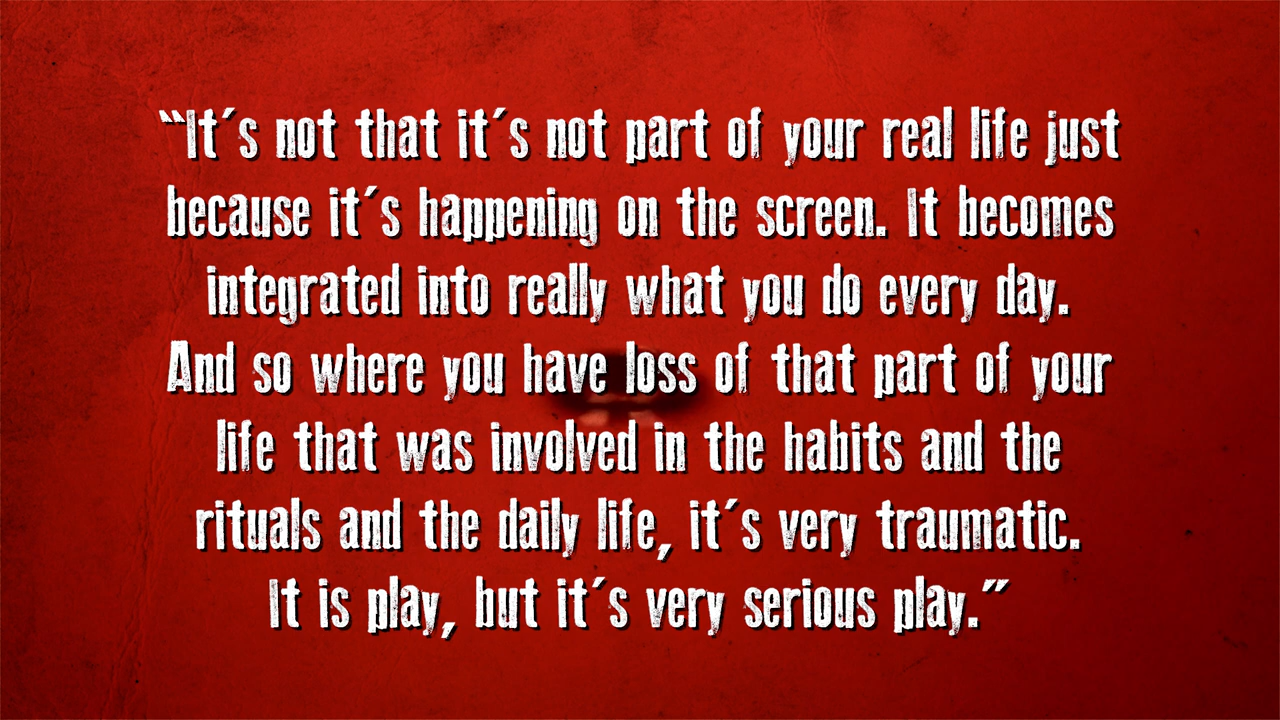 “It´s not that it´s not part of your real life just
because it´s happening on the screen. It becomes
integrated into really what you do every day.
And so where you have loss of that part of your
life that was involved in the habits and the
rituals and the daily life, it´s very traumatic.
It is play, but it´s very serious play.”